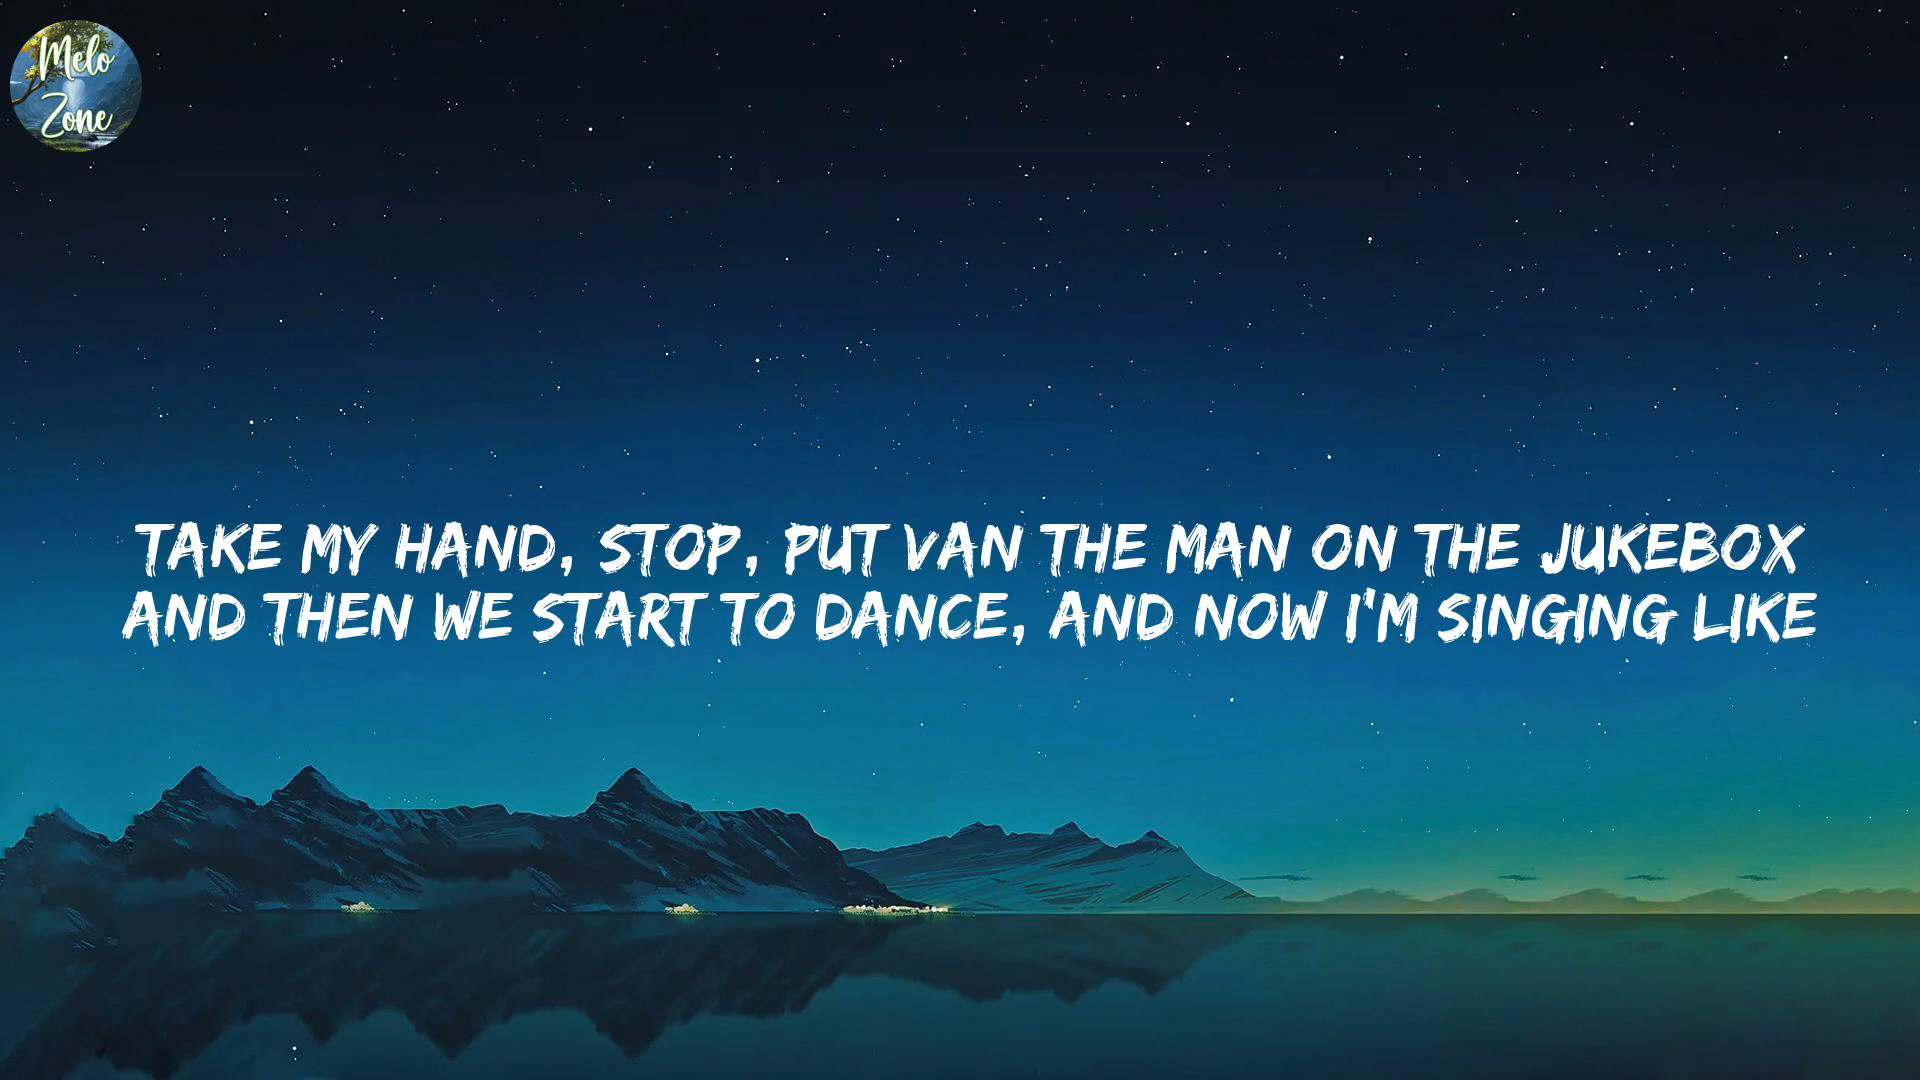 Melo
Zone
TAKE MY HAND, STOP, PUT VAN THE MAN ON THE JUKEBOX
AND THEN WE START TO DANCE, AND NOW I'M SINGING LIKE